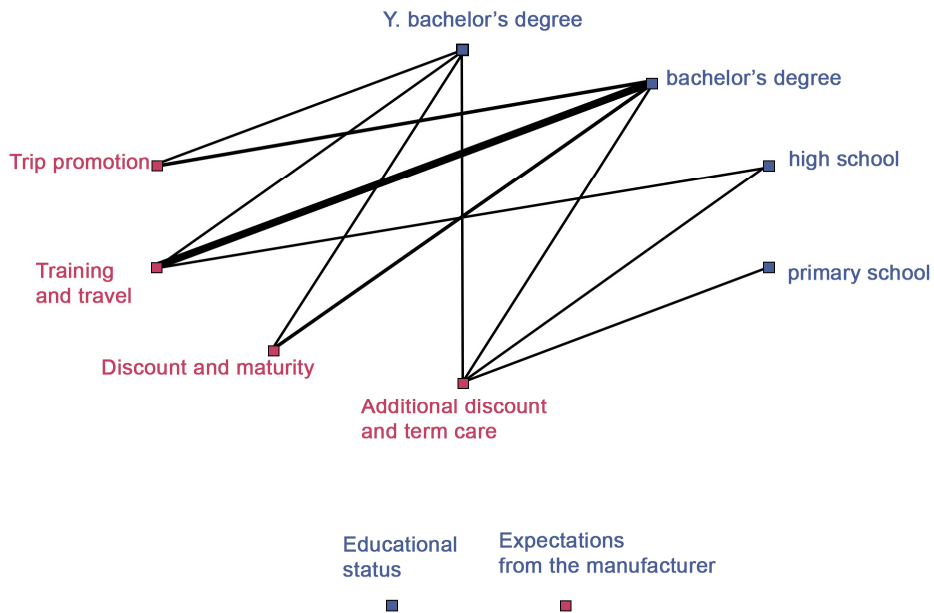 Y. bachelor's degree
bachelor's degree
Trip promotion
high school
Training
and travel
primary school
Discount and maturity
Additional discount
and term care
Educational
status
Expectations
from the manufacturer